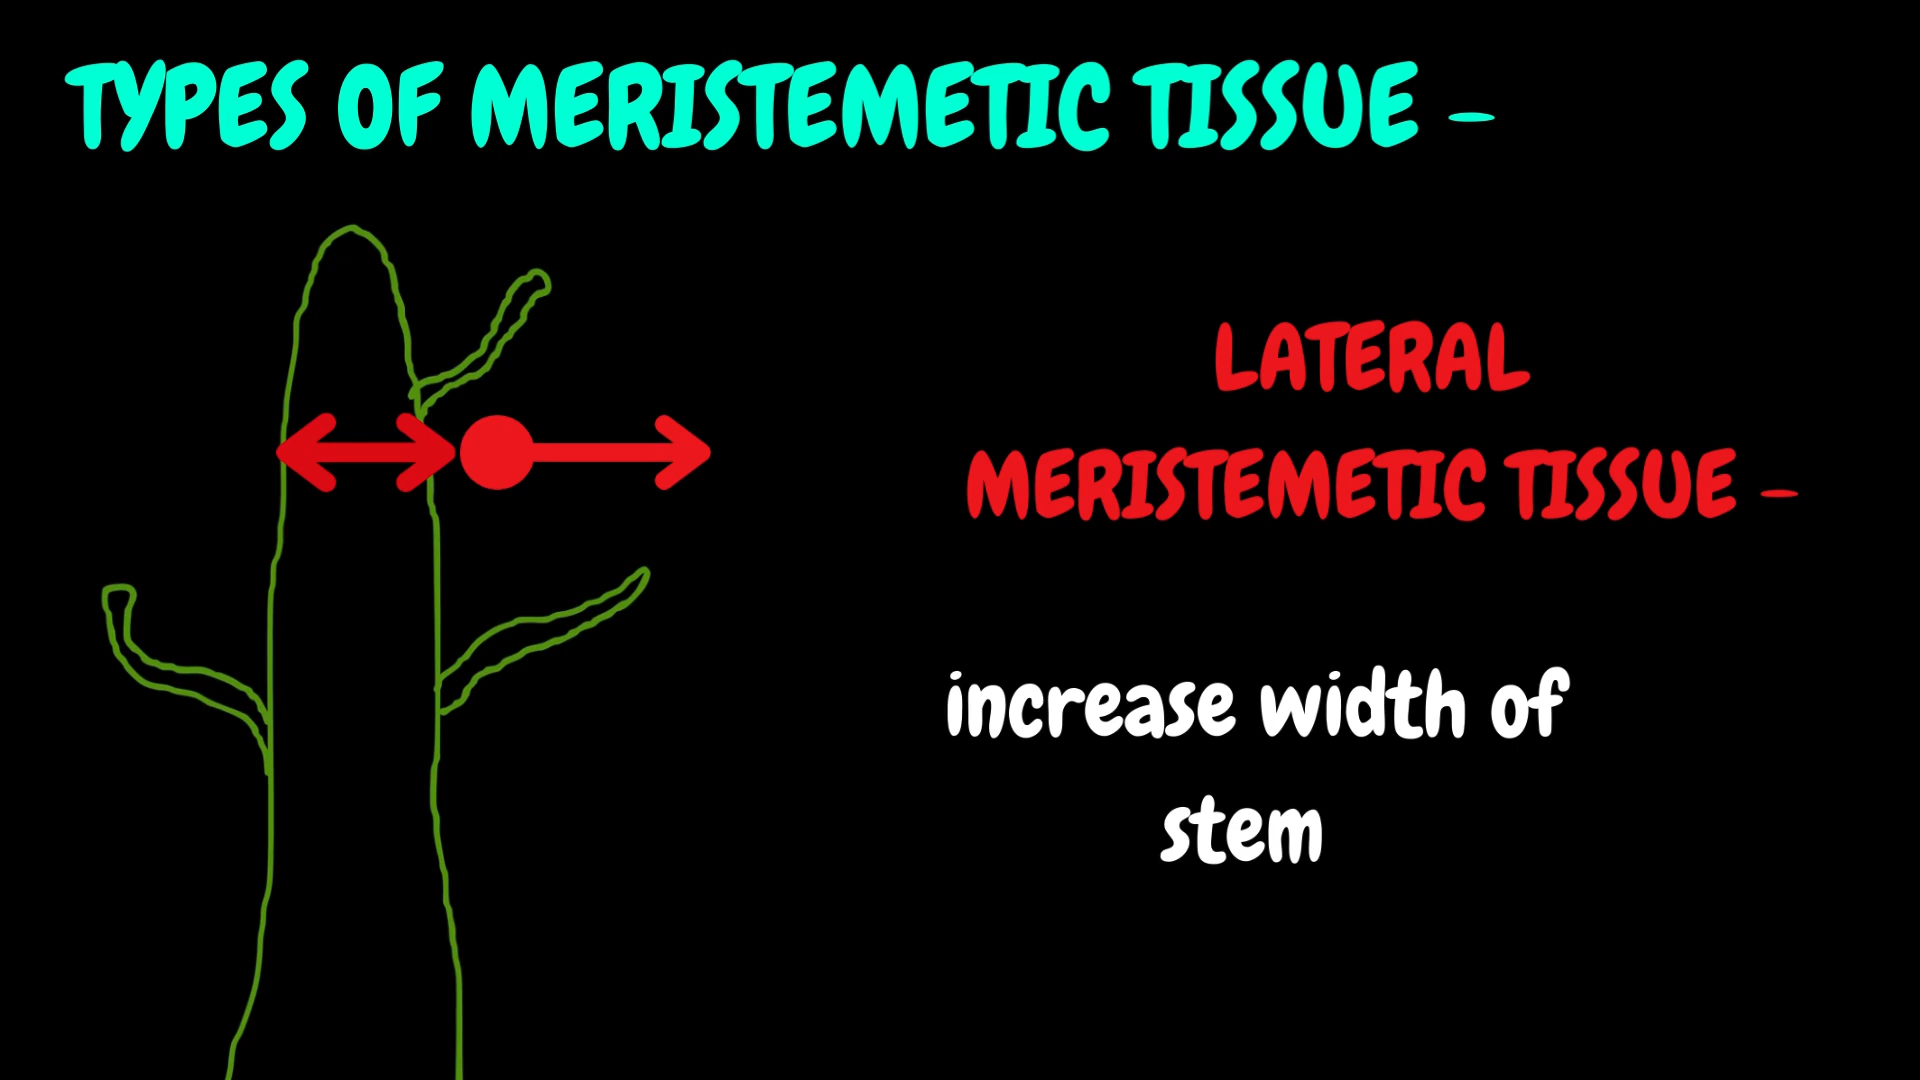 TYPES OF MERISTEMETIC TISSUE -
LATERAL
MERISTEMETIC TISSUE -
increase width of
stem